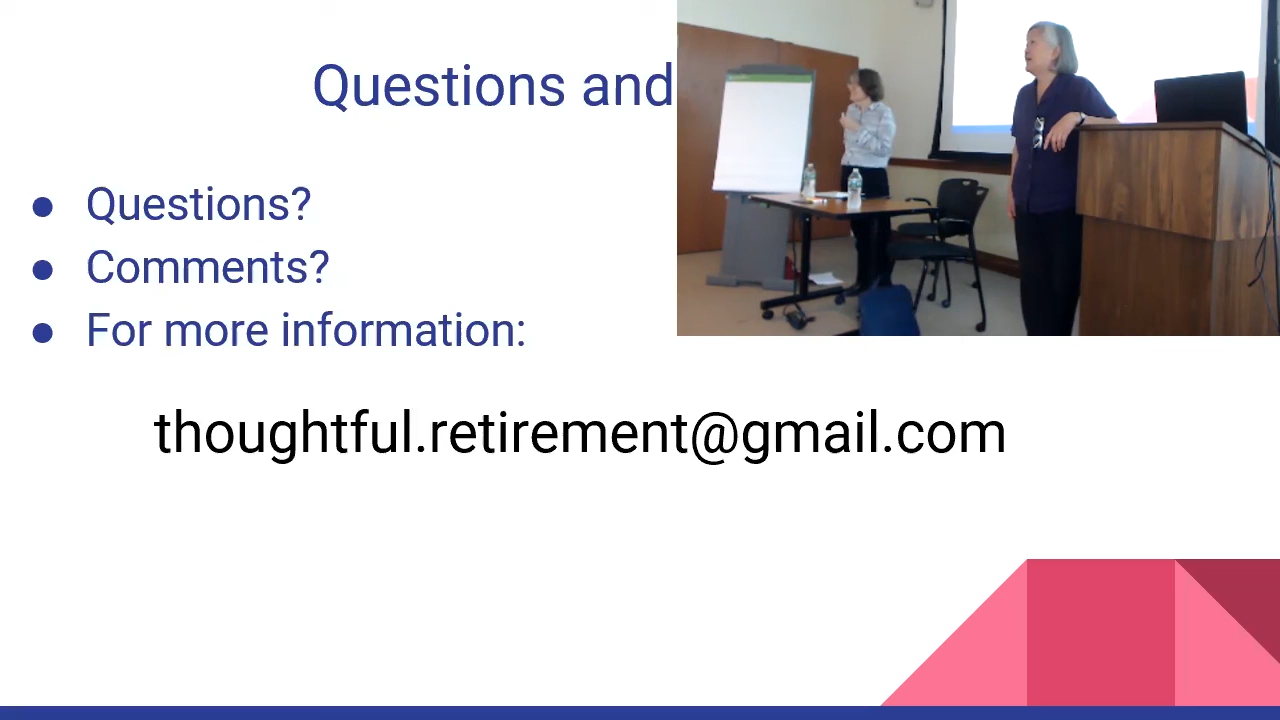 Questions and
● Questions?
● Comments?
● For more information:
thoughtful.retirement@gmail.com